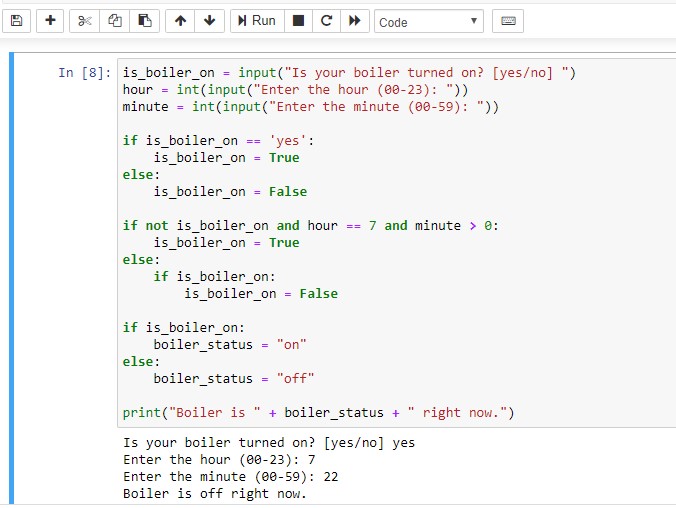 Run Code
In [8]: is_boiler_on = input("Is your boiler turned on? [yes/no] ")
hour = int(input("Enter the hour (00-23): "))
minute = int(input("Enter the minute (00-59: "))
if is_boiler_on == 'yes':
    is_boiler_on = True
else:
    is_boiler_on = False
if not is_boiler_on and hour == 7 and minute > 0:
    is_boiler_on = True
else:
    if is_boiler_on:
        is_boiler_on = False
if is_boiler_on:
    boiler_status = "on"
else:
    boiler_status = "off"
print("Boiler is " + boiler_status + " right now.")
Is your boiler turned on? [yes/no] yes
Enter the hour (00-23): 7
Enter the minute (00-59: 22
Boiler is off right now.